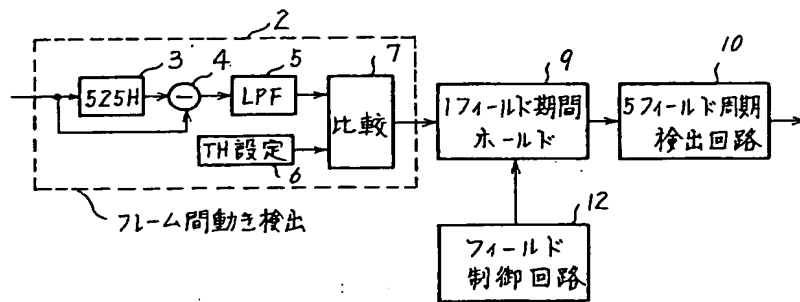 2
3
4
5
7
525H
−
LPF
比較
TH設定
6
フレーム間動き検出
9
1フィールド期間
ホールド
10
5フィールド周期
検出回路
12
フィールド
制御回路